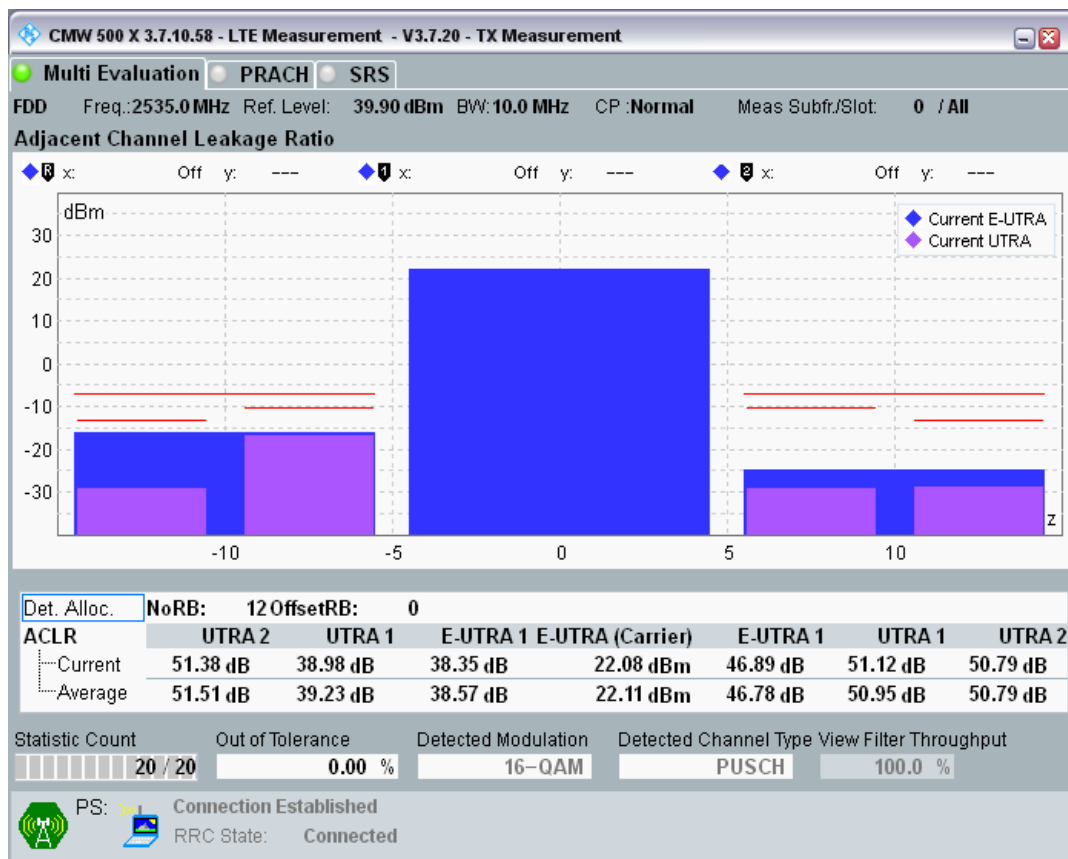 CMW 500 X 3.7.10.58 - LTE Measurement - V3.7.20 - TX Measurement
Multi Evaluation PRACH SRS
FDD Freq.:2535.0 MHz Ref. Level: 39.90 dBm BW:10.0 MHz CP :Normal Meas Subfr./Slot: 0 / All
Adjacent Channel Leakage Ratio
R x: Off y: --- 1 x: Off y: --- 2 x: Off y: ---
dBm
Current E-UTRA
Current UTRA
30
20
10
0
-10
-20
-30
z
-10 -5 0 5 10
Det. Alloc. NoRB: 12 OffsetRB: 0
ACLR UTRA 2 UTRA 1 E-UTRA 1 E-UTRA (Carrier) E-UTRA 1 UTRA 1 UTRA 2
Current 51.38 dB 38.98 dB 38.35 dB 22.08 dBm 46.89 dB 51.12 dB 50.79 dB
Average 51.51 dB 39.23 dB 38.57 dB 22.11 dBm 46.78 dB 50.95 dB 50.79 dB
Statistic Count Out of Tolerance Detected Modulation Detected Channel Type View Filter Throughput
20 / 20 0.00 % 16-QAM PUSCH 100.0 %
PS: Connection Established
RRC State: Connected